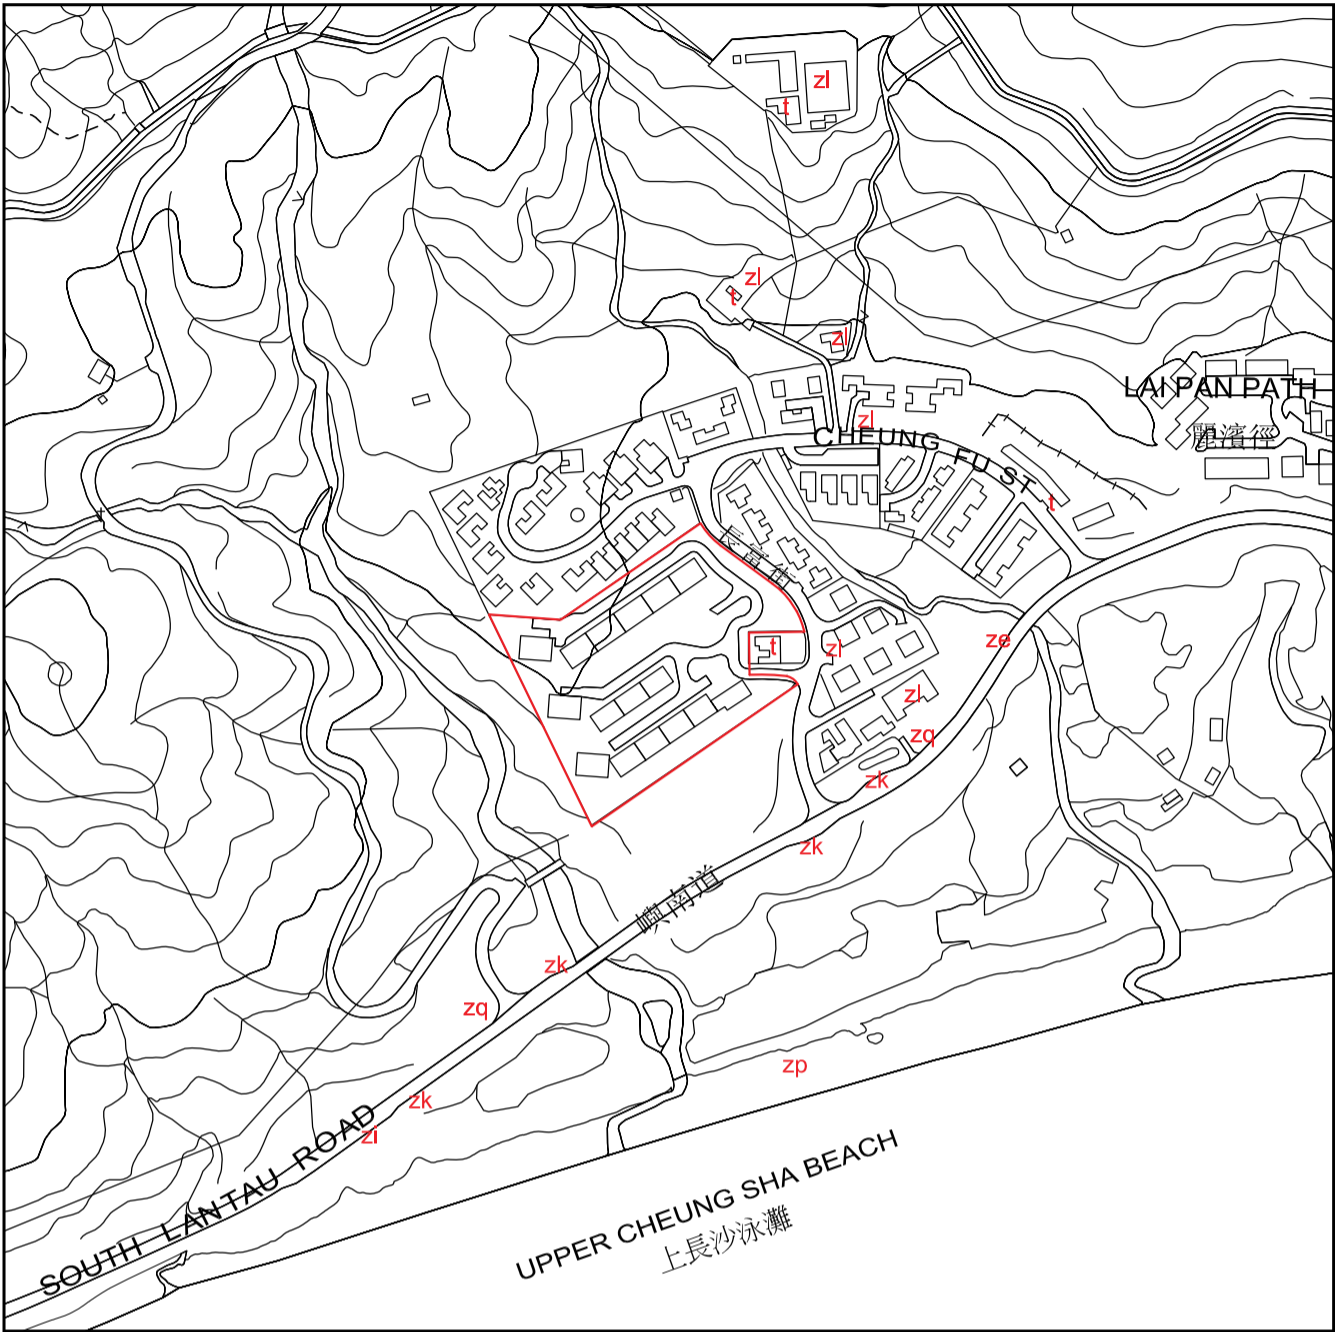 zl
t
zl
t
zl
LAI PAN PATH
麗濱徑
zl
CHEUNG FU ST
t
長富街
t
zl
ze
zl
zq
zk
zk
嶼南道
zk
zq
zp
zk
zi
SOUTH LANTAU ROAD
UPPER CHEUNG SHA BEACH
上長沙泳灘